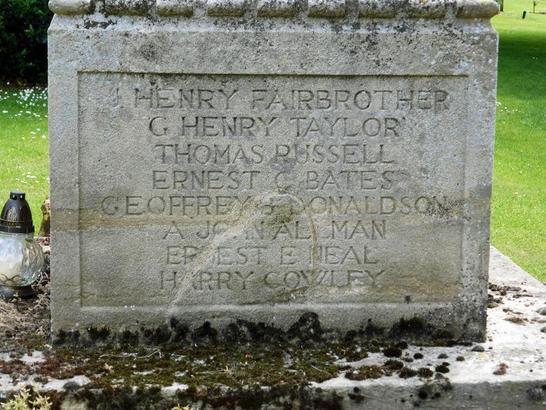 J HENRY FAIRBROTHER
G HENRY TAYLOR
THOMAS RUSSELL
ERNEST C BATES
GEOFFREY S DONALDSON
A JOHN ALLMAN
ERNEST E NEAL
HARRY COWLEY